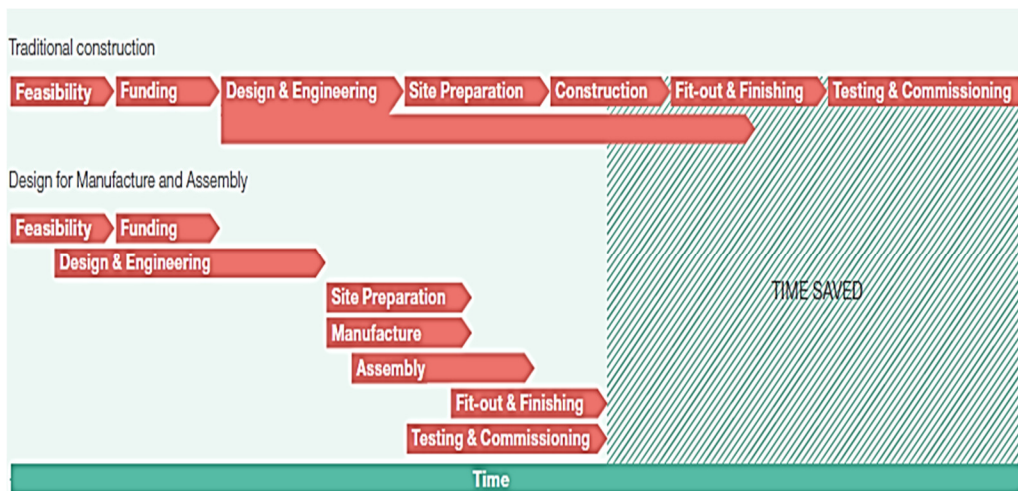 Traditional construction
Feasibility Funding Design & Engineering Site Preparation Construction Fit-out & Finishing Testing & Commissioning
Design for Manufacture and Assembly
Feasibility Funding
Design & Engineering
Site Preparation
TIME SAVED
Manufacture
Assembly
Fit-out & Finishing
Testing & Commissioning
Time